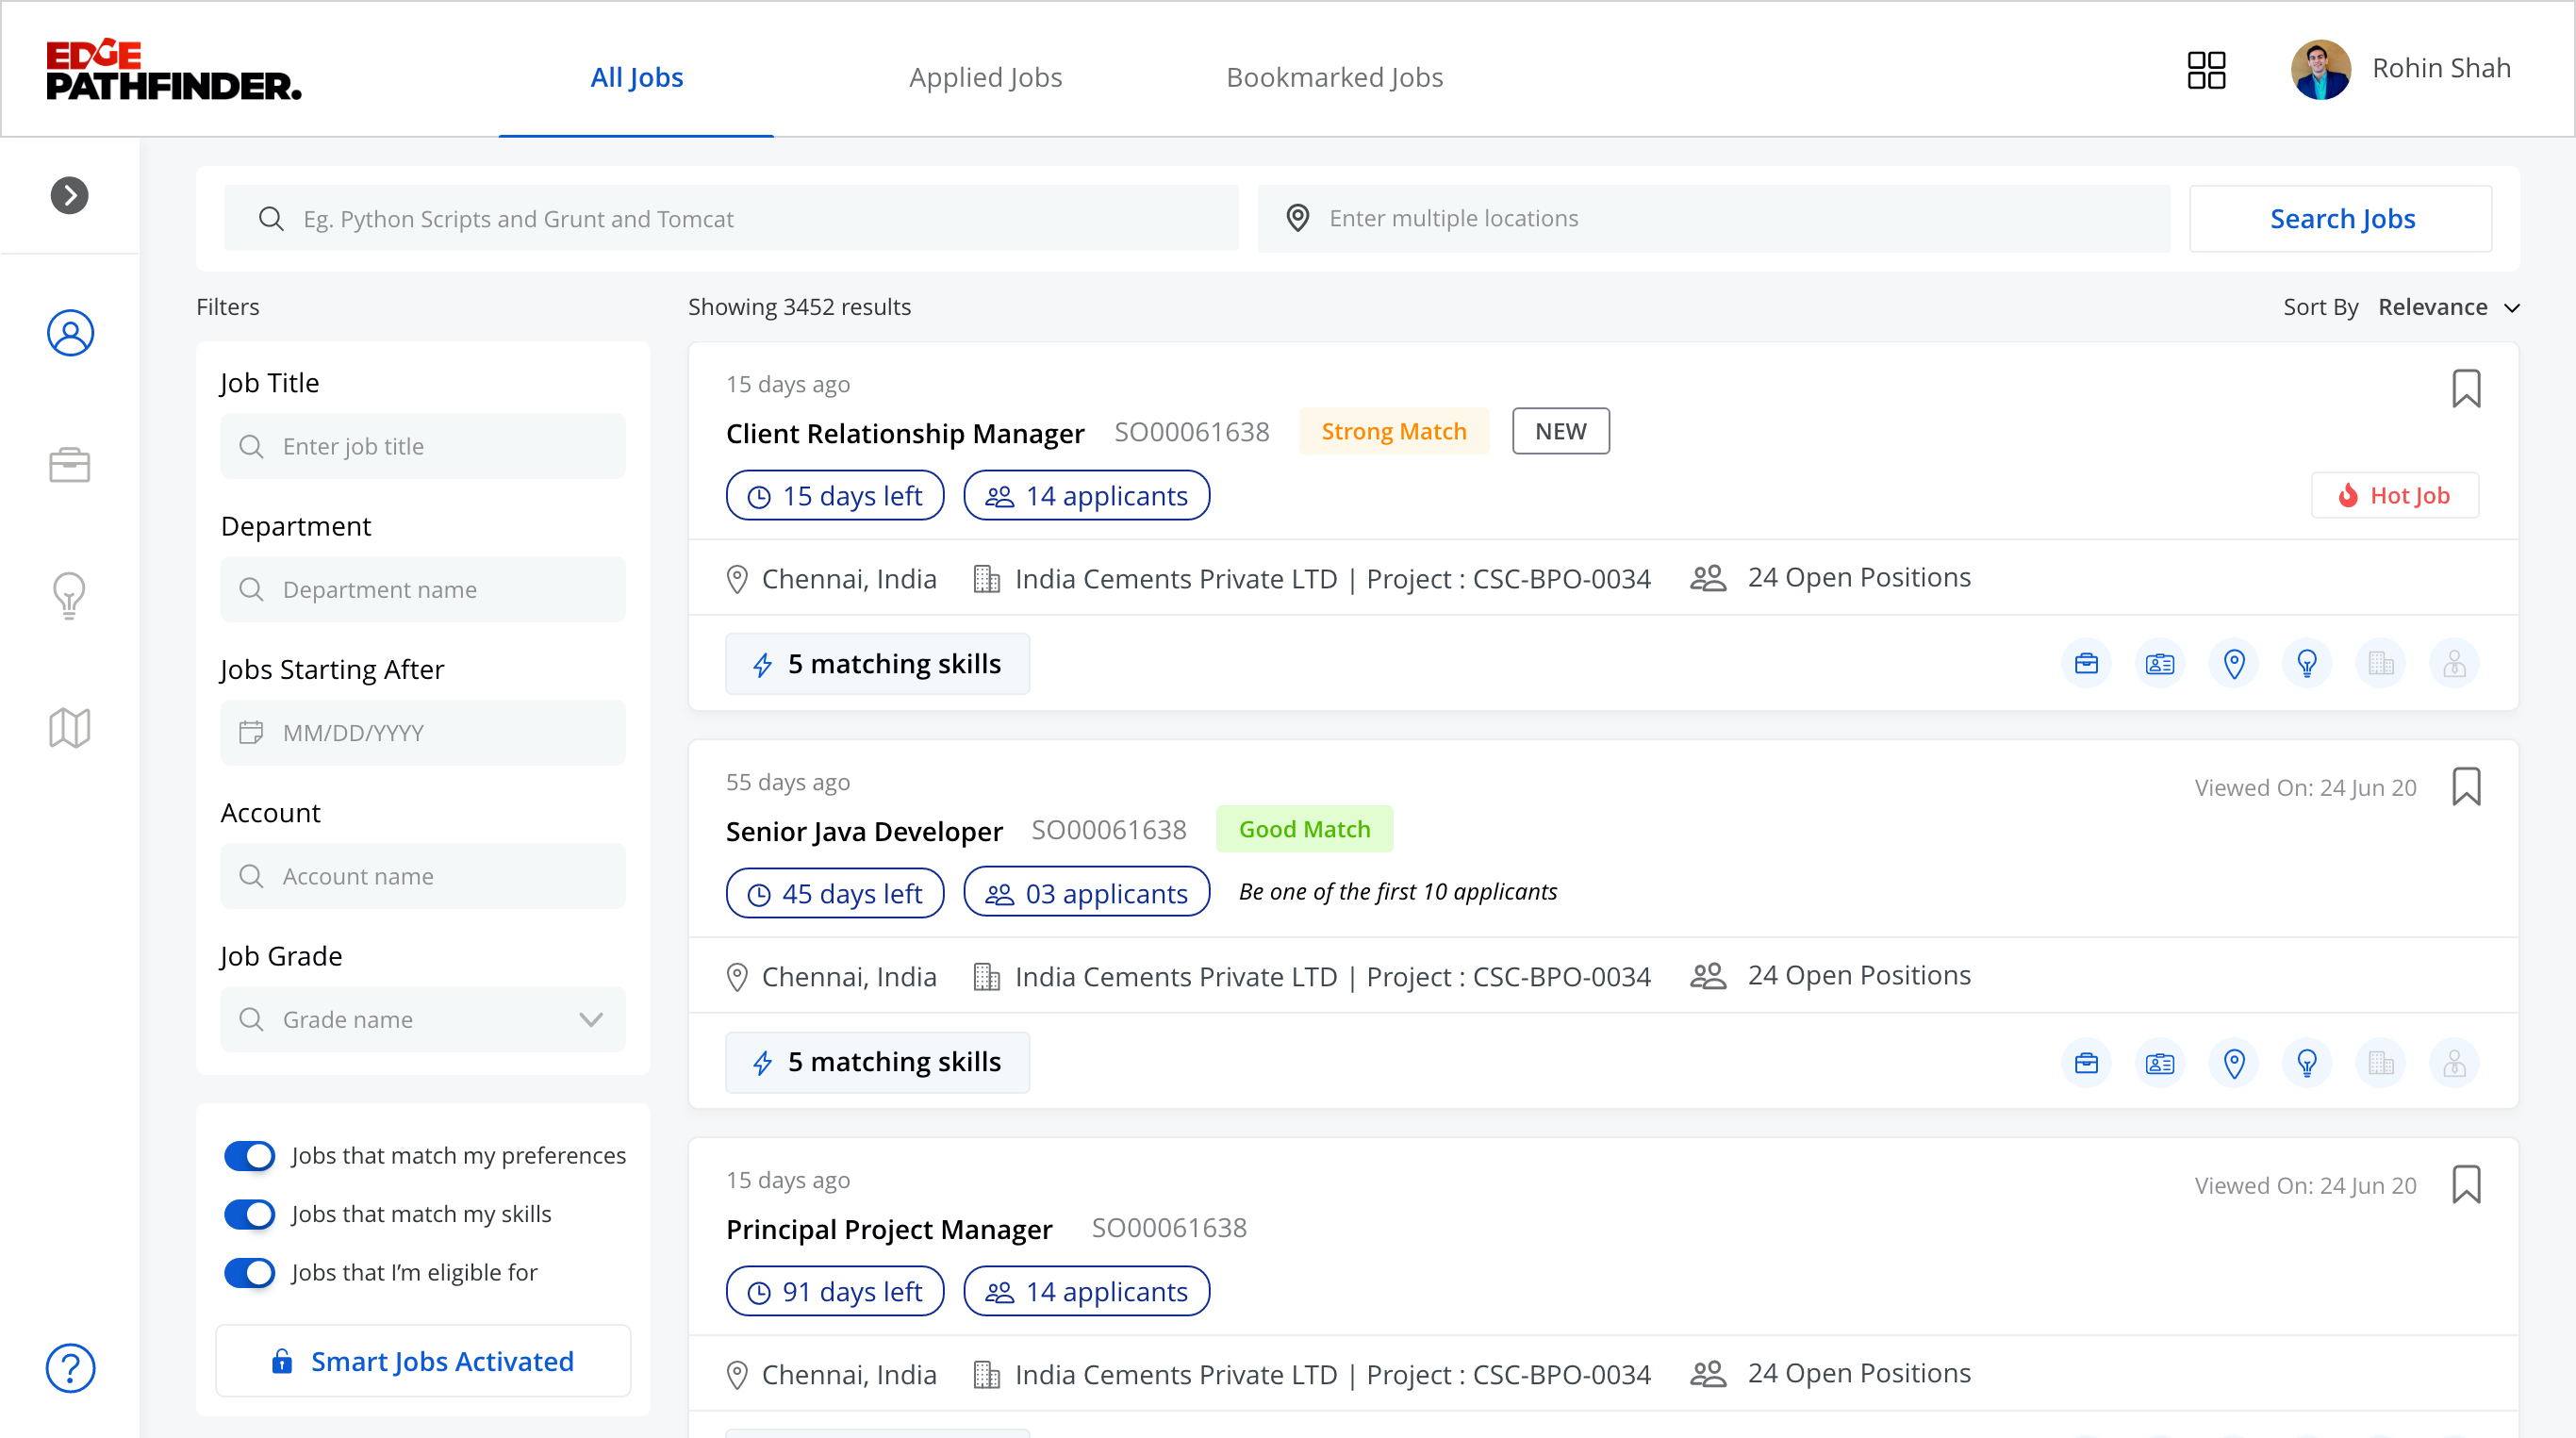 EDGE
PATHFINDER.
All Jobs
Applied Jobs
Bookmarked Jobs
Rohin Shah
Eg. Python Scripts and Grunt and Tomcat
Enter multiple locations
Search Jobs
Filters
Showing 3452 results
Sort By Relevance
Job Title
Enter job title
Department
Department name
Jobs Starting After
MM/DD/YYYY
Account
Account name
Job Grade
Grade name
Jobs that match my preferences
Jobs that match my skills
Jobs that I’m eligible for
Smart Jobs Activated
?
15 days ago
Client Relationship Manager SO00061638 Strong Match NEW
15 days left 14 applicants
Hot Job
Chennai, India India Cements Private LTD | Project : CSC-BPO-0034 24 Open Positions
5 matching skills
55 days ago
Viewed On: 24 Jun 20
Senior Java Developer SO00061638 Good Match
45 days left 03 applicants Be one of the first 10 applicants
Chennai, India India Cements Private LTD | Project : CSC-BPO-0034 24 Open Positions
5 matching skills
15 days ago
Viewed On: 24 Jun 20
Principal Project Manager SO00061638
91 days left 14 applicants
Chennai, India India Cements Private LTD | Project : CSC-BPO-0034 24 Open Positions